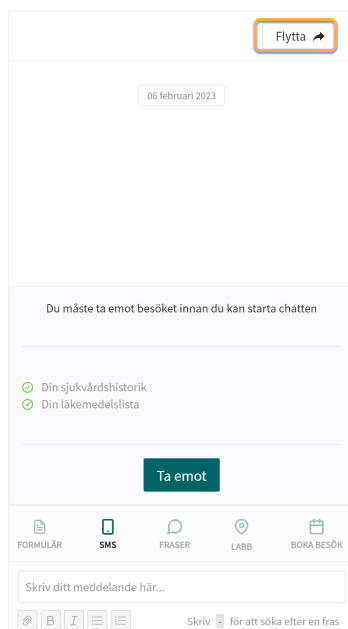 Flytta
06 februari 2023
Du måste ta emot besöket innan du kan starta chatten
Din sjukvårdshistorik
Din läkemedelslista
Ta emot
FORMULÄR SMS FRASER LABB BOKA BESÖK
Skriv ditt meddelande här...
B I Skriv - för att söka efter en fras